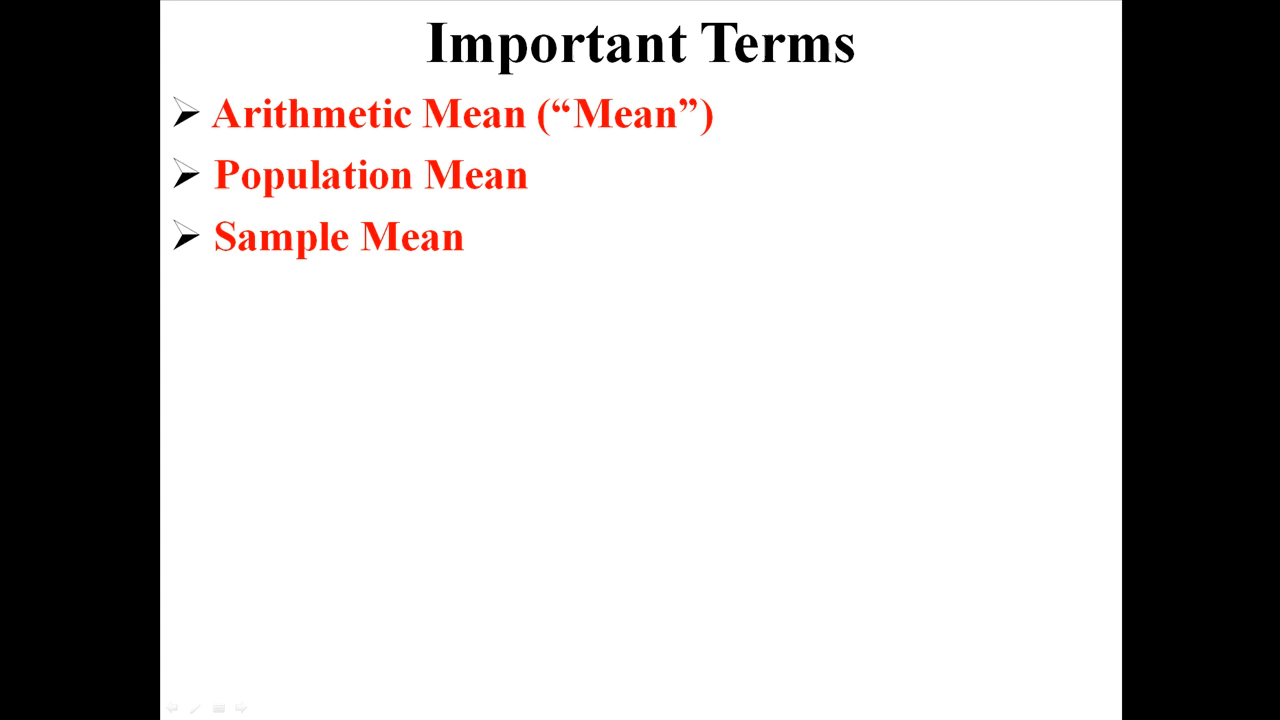 Important Terms
Arithmetic Mean (“Mean”)
Population Mean
Sample Mean